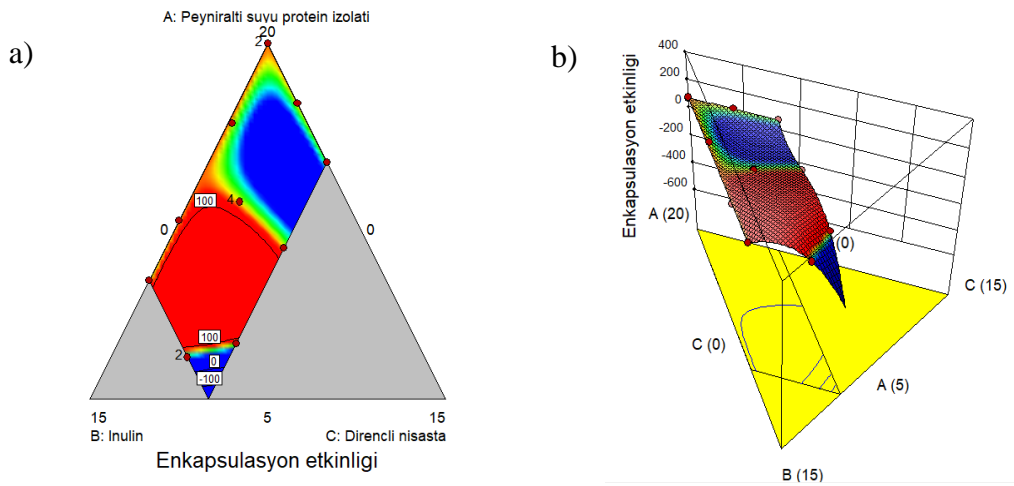 a)
A: Peyniralti suyu protein izolati
20
2
100
4
0
0
100
2
0
-100
15
5
15
B: Inulin
C: Direncli nisasta
Enkapsulasyon etkinligi
b)
Enkapsulasyon etkinligi
400
200
0
-200
-400
-600
A (20)
(0)
C (15)
C (0)
A (5)
B (15)